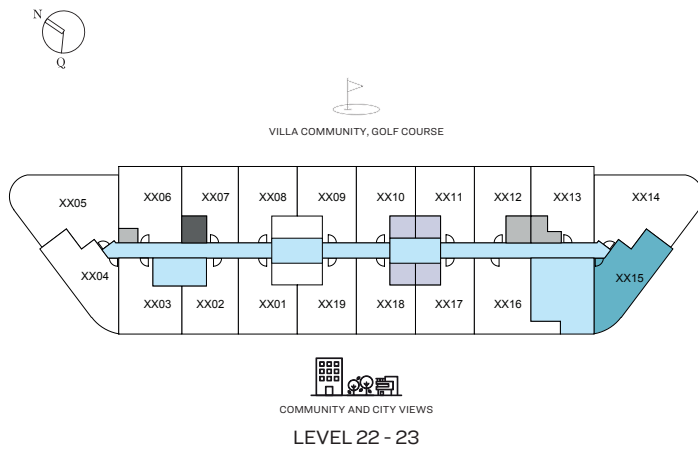 N
Q
VILLA COMMUNITY, GOLF COURSE
XX05 XX06 XX07 XX08 XX09 XX10 XX11 XX12 XX13 XX14
XX04 XX15
XX03 XX02 XX01 XX19 XX18 XX17 XX16
COMMUNITY AND CITY VIEWS
LEVEL 22 - 23